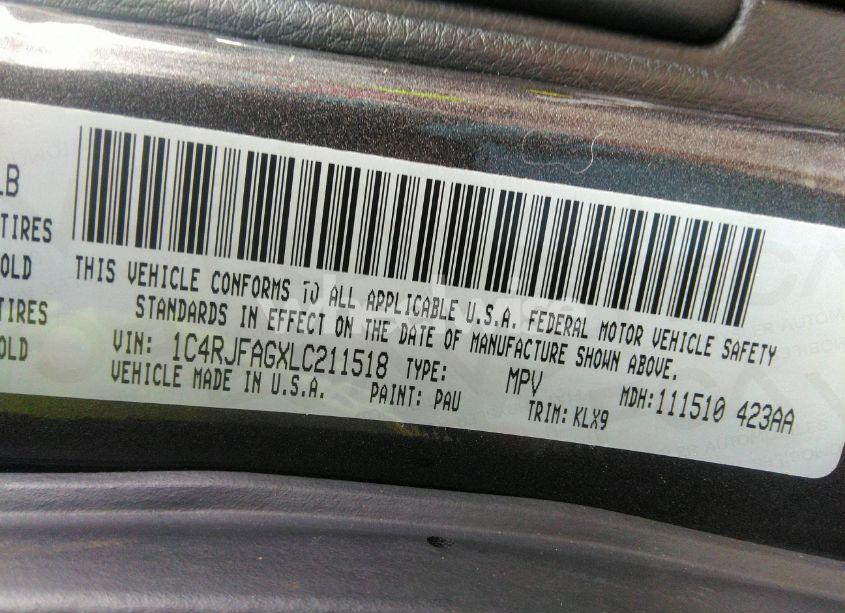 LB
TIRES
OLD
TIRES
OLD
THIS VEHICLE CONFORMS TO ALL APPLICABLE U.S.A. FEDERAL MOTOR VEHICLE SAFETY
STANDARDS IN EFFECT ON THE DATE OF MANUFACTURE SHOWN ABOVE.
VIN: 1C4RJFAGXLC211518 TYPE: MPV MDH:111510 423AA
VEHICLE MADE IN U.S.A. PAINT: PAU TRIM: KLX9